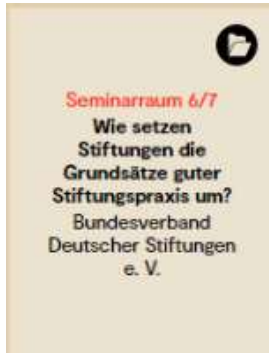 Seminarraum 6/7
Wie setzen
Stiftungen die
Grundsätze guter
Stiftungspraxis um?
Bundesverband
Deutscher Stiftungen
e. V.